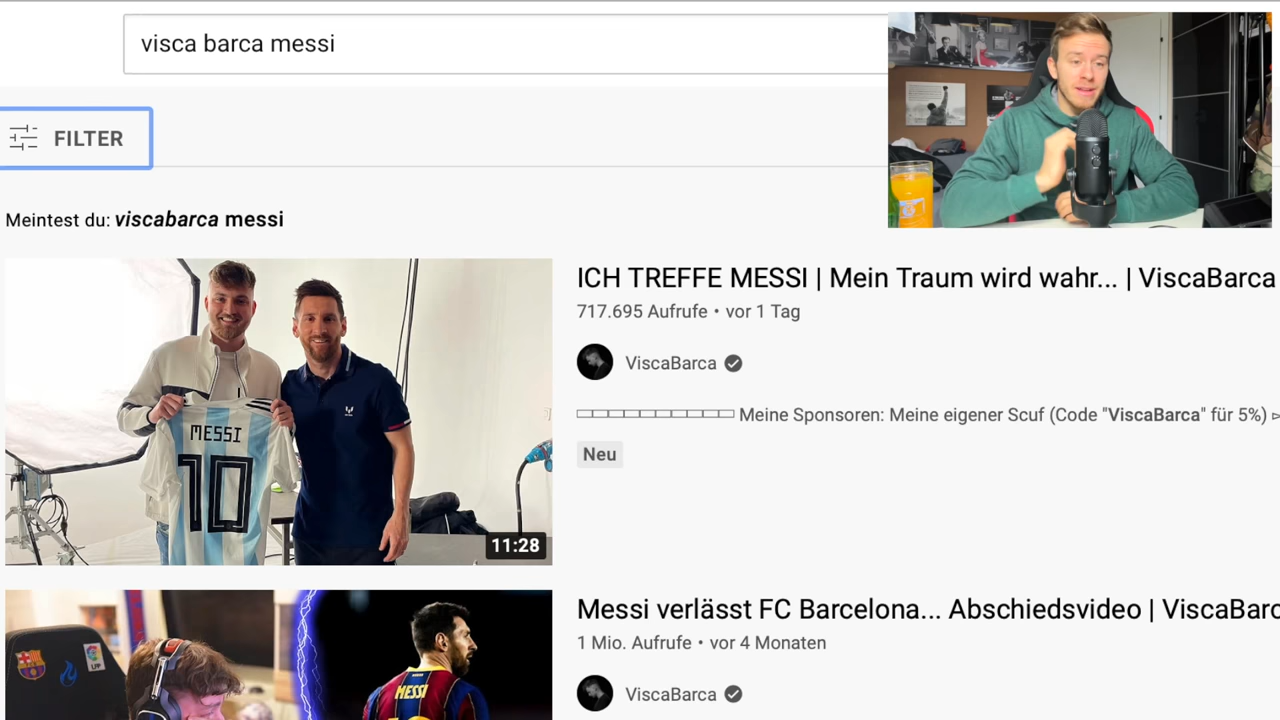 visca barca messi
FILTER
Meintest du: viscabarca messi
MESSI
10
11:28
ICH TREFFE MESSI | Mein Traum wird wahr... | ViscaBarca
717.695 Aufrufe • vor 1 Tag
ViscaBarca
Meine Sponsoren: Meine eigener Scuf (Code "ViscaBarca" für 5%)
Neu
LFP
MESSI
Messi verlässt FC Barcelona... Abschiedsvideo | ViscaBarc
1 Mio. Aufrufe • vor 4 Monaten
ViscaBarca